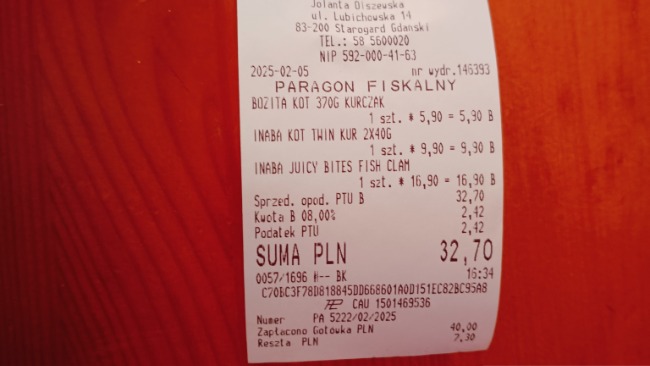 Jolanta Olszewska
ul. Lubichowska 14
83-200 Starogard Gdański
TEL.: 58 5600020
NIP 592-000-41-63
2025-02-05 nr wydr.146393
PARAGON FISKALNY
BOZITA KOT 370G KURCZAK
1 szt. * 5,90 = 5,90 B
INABA KOT TWIN KUR 2X40G
1 szt. * 9,90 = 9,90 B
INABA JUICY BITES FISH CLAM
1 szt. * 16,90 = 16,90 B
Sprzed. opod. PTU B 32,70
Kwota B 08,00% 2,42
Podatek PTU 2,42
SUMA PLN 32,70
0057/1696 #-- BK 16:34
C70BC3F78D818845DD668601A0D151EC82BC95A8
CAU 1501469536
Numer PA 5222/02/2025
Zapłacono Gotówka PLN 40,00
Reszta PLN 7,30